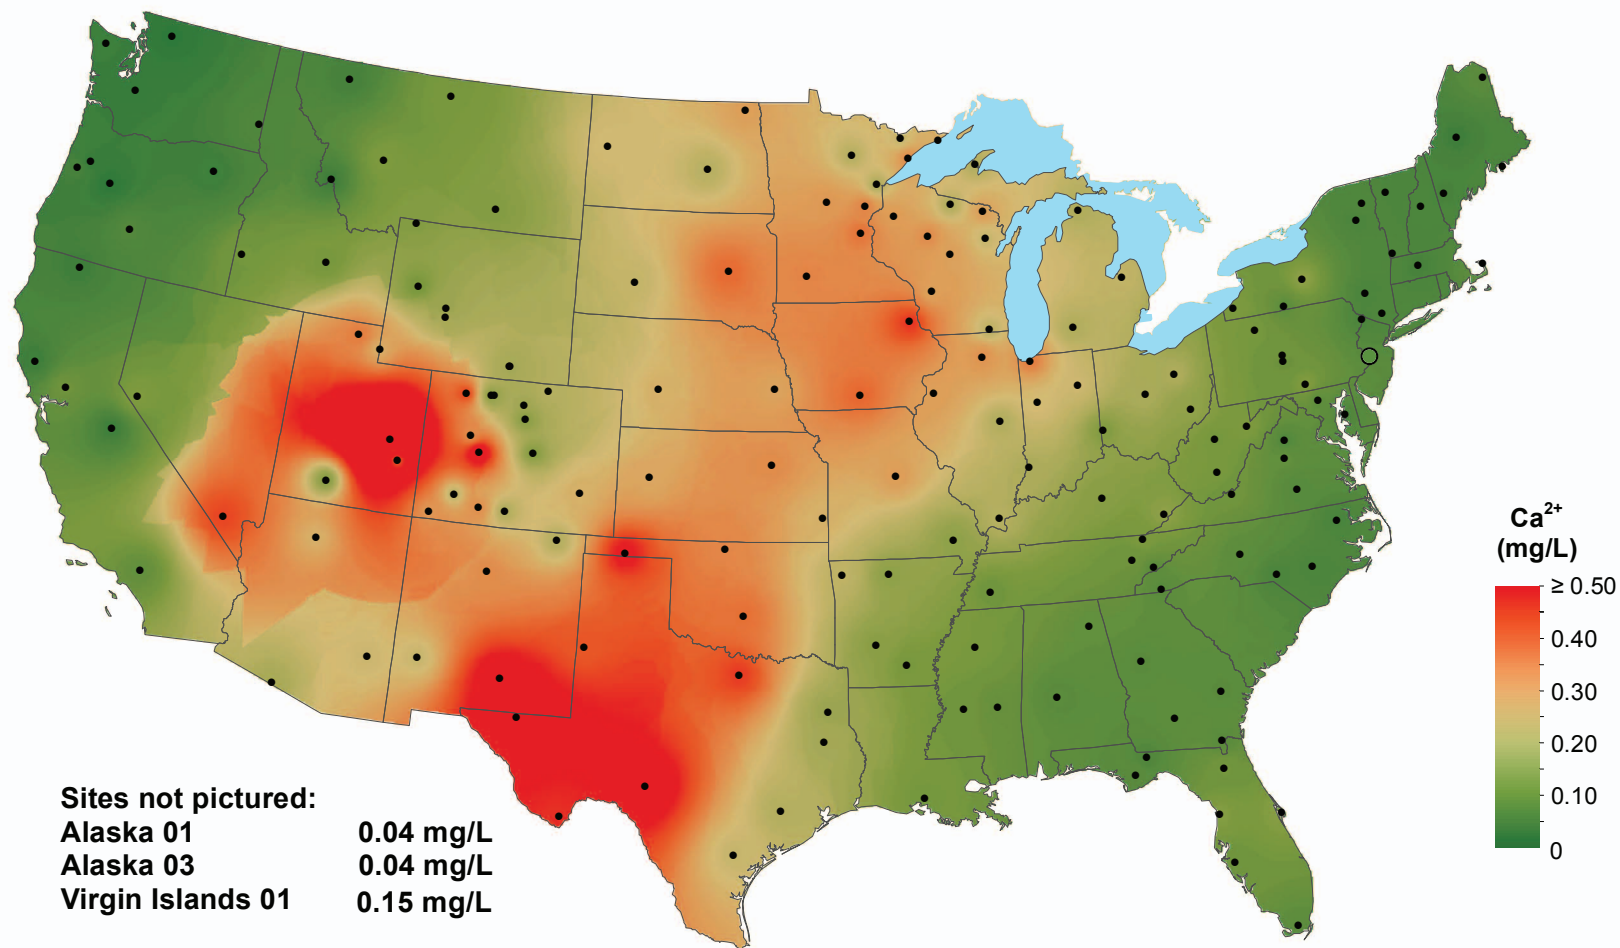 Ca²⁺
(mg/L)
≥ 0.50
0.40
0.30
0.20
0.10
0
Sites not pictured:
Alaska 01 0.04 mg/L
Alaska 03 0.04 mg/L
Virgin Islands 01 0.15 mg/L